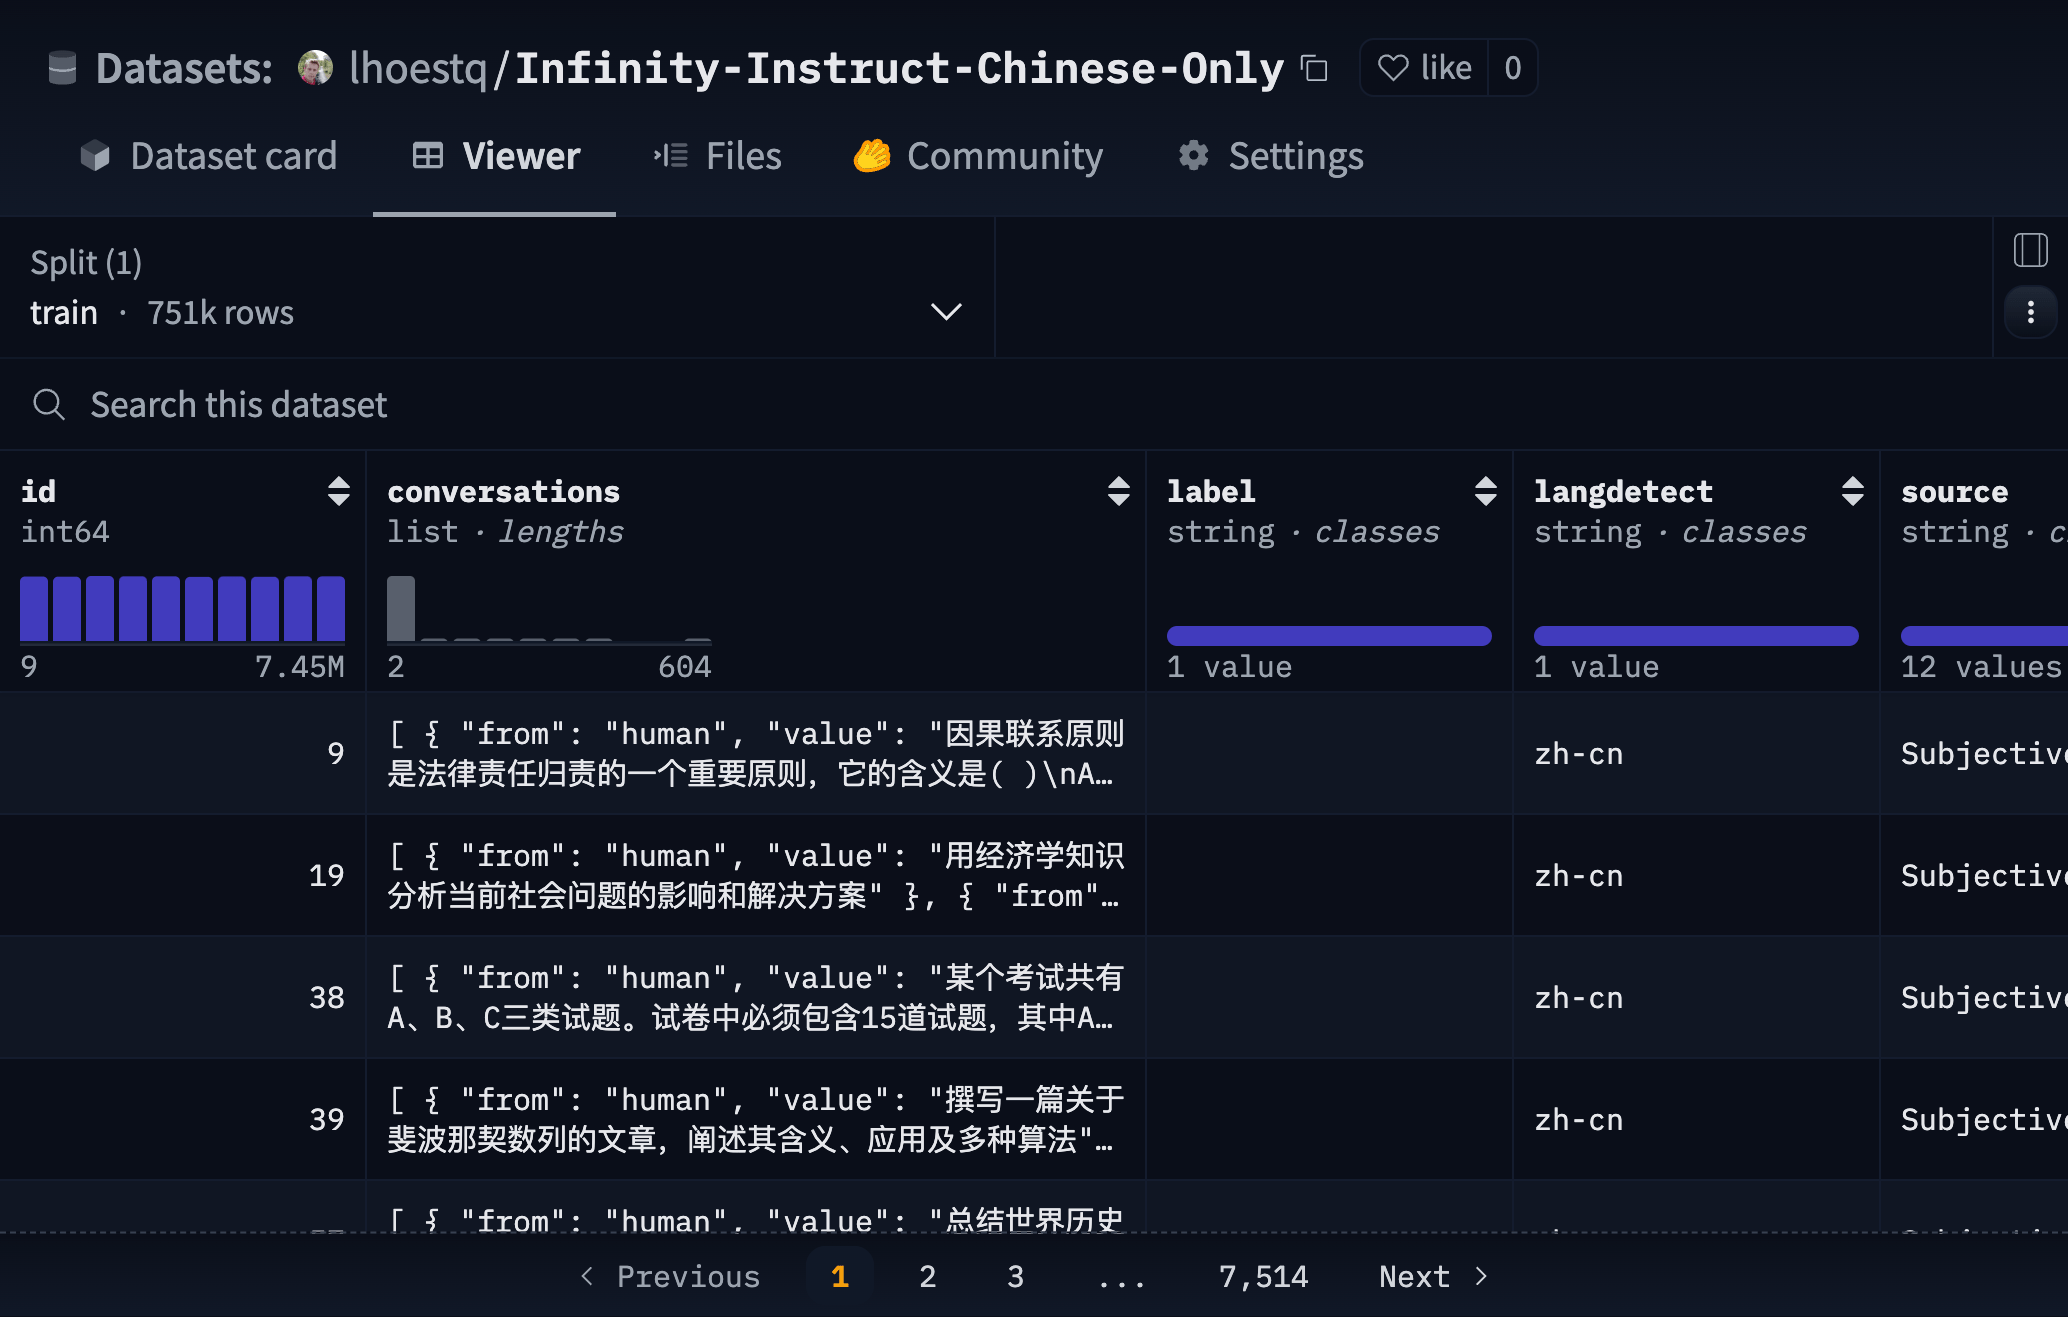 Datasets: lhoestq/Infinity-Instruct-Chinese-Only like 0
Dataset card Viewer Files Community Settings
Split (1)
train · 751k rows
Search this dataset
id conversations label langdetect source
int64 list · lengths string · classes string · classes string · c
9 7.45M 2 604 1 value 1 value 12 values
[ { "from": "human", "value": "因果联系原则
9 zh-cn Subjective
是法律责任归责的一个重要原则，它的含义是( )\nA…
[ { "from": "human", "value": "用经济学知识
19 zh-cn Subjective
分析当前社会问题的影响和解决方案" }, { "from"…
[ { "from": "human", "value": "某个考试共有
38 zh-cn Subjective
A、B、C三类试题。试卷中必须包含15道试题，其中A…
[ { "from": "human", "value": "撰写一篇关于
39 zh-cn Subjective
斐波那契数列的文章，阐述其含义、应用及多种算法"…
[ { "from": "human", "value": "总结世界历史
Previous 1 2 3 ... 7,514 Next